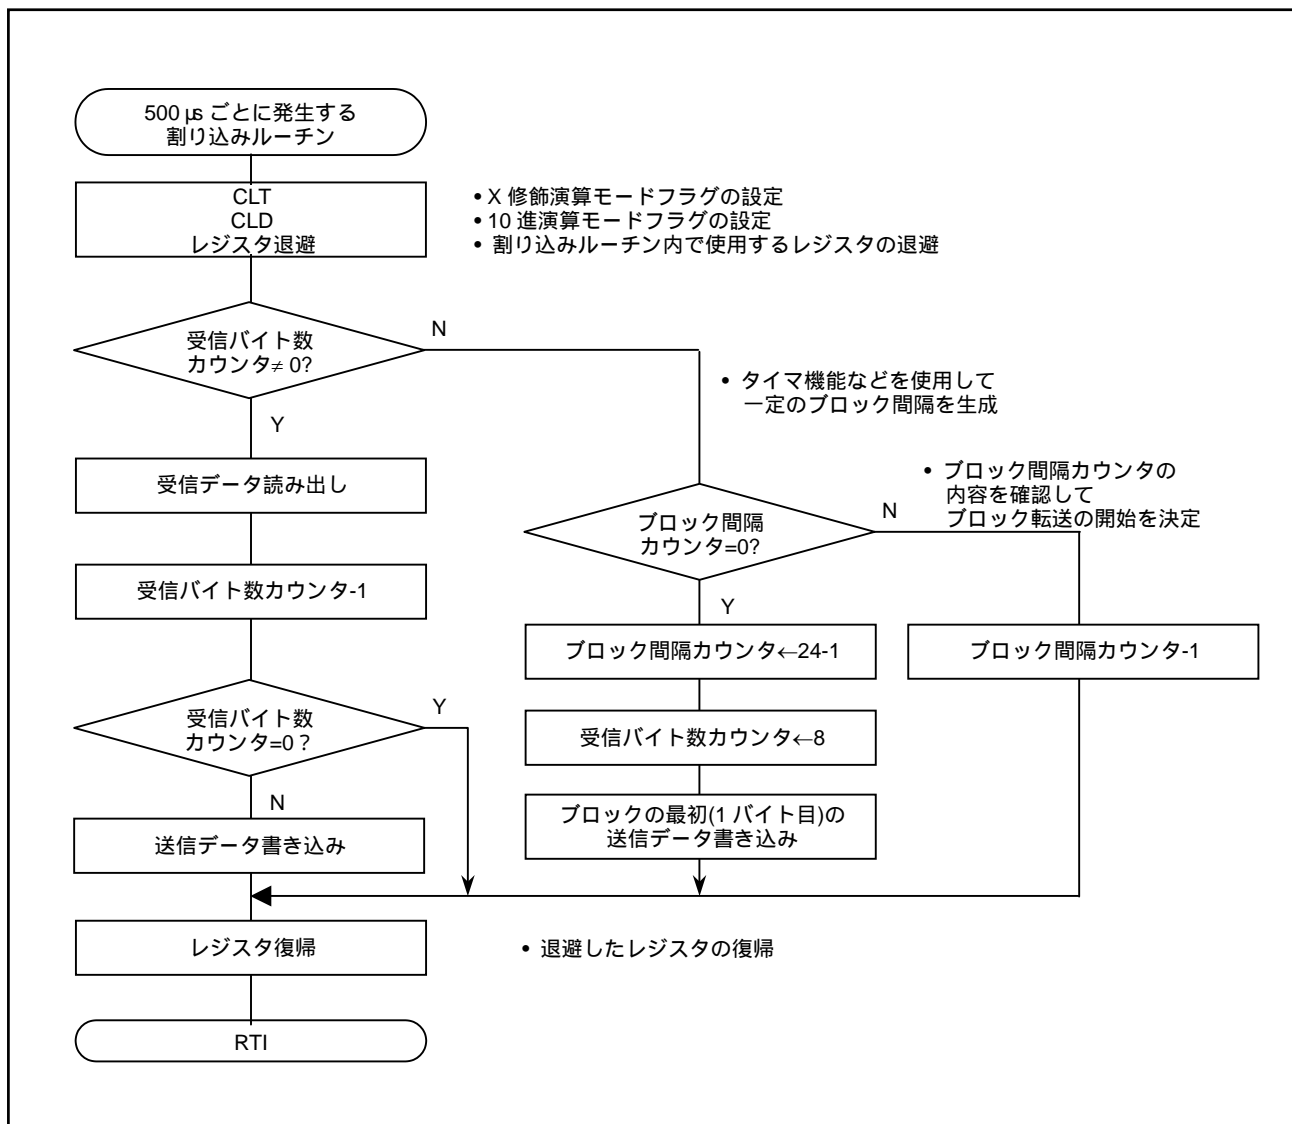 500 μs ごとに発生する
割り込みルーチン
CLT
CLD
レジスタ退避
• X 修飾演算モードフラグの設定
• 10 進演算モードフラグの設定
• 割り込みルーチン内で使用するレジスタの退避
受信バイト数
カウンタ≠ 0?
N
Y
• タイマ機能などを使用して
一定のブロック間隔を生成
受信データ読み出し
• ブロック間隔カウンタの
内容を確認して
ブロック転送の開始を決定
ブロック間隔
カウンタ=0?
N
Y
受信バイト数カウンタ-1
ブロック間隔カウンタ←24-1
ブロック間隔カウンタ-1
受信バイト数
カウンタ=0？
Y
N
受信バイト数カウンタ←8
ブロックの最初(1 バイト目)の
送信データ書き込み
送信データ書き込み
レジスタ復帰
• 退避したレジスタの復帰
RTI